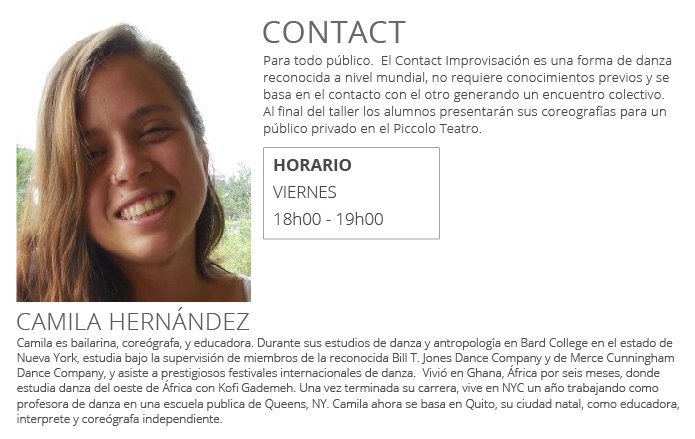 CONTACT
Para todo público. El Contact Improvisación es una forma de danza
reconocida a nivel mundial, no requiere conocimientos previos y se
basa en el contacto con el otro generando un encuentro colectivo.
Al final del taller los alumnos presentarán sus coreografías para un
público privado en el Piccolo Teatro.
HORARIO
VIERNES
18h00 - 19h00
CAMILA HERNÁNDEZ
Camila es bailarina, coreógrafa, y educadora. Durante sus estudios de danza y antropología en Bard College en el estado de
Nueva York, estudia bajo la supervisión de miembros de la reconocida Bill T. Jones Dance Company y de Merce Cunningham
Dance Company, y asiste a prestigiosos festivales internacionales de danza. Vivió en Ghana, África por seis meses, donde
estudia danza del oeste de África con Kofi Gademeh. Una vez terminada su carrera, vive en NYC un año trabajando como
profesora de danza en una escuela publica de Queens, NY. Camila ahora se basa en Quito, su ciudad natal, como educadora,
interprete y coreógrafa independiente.